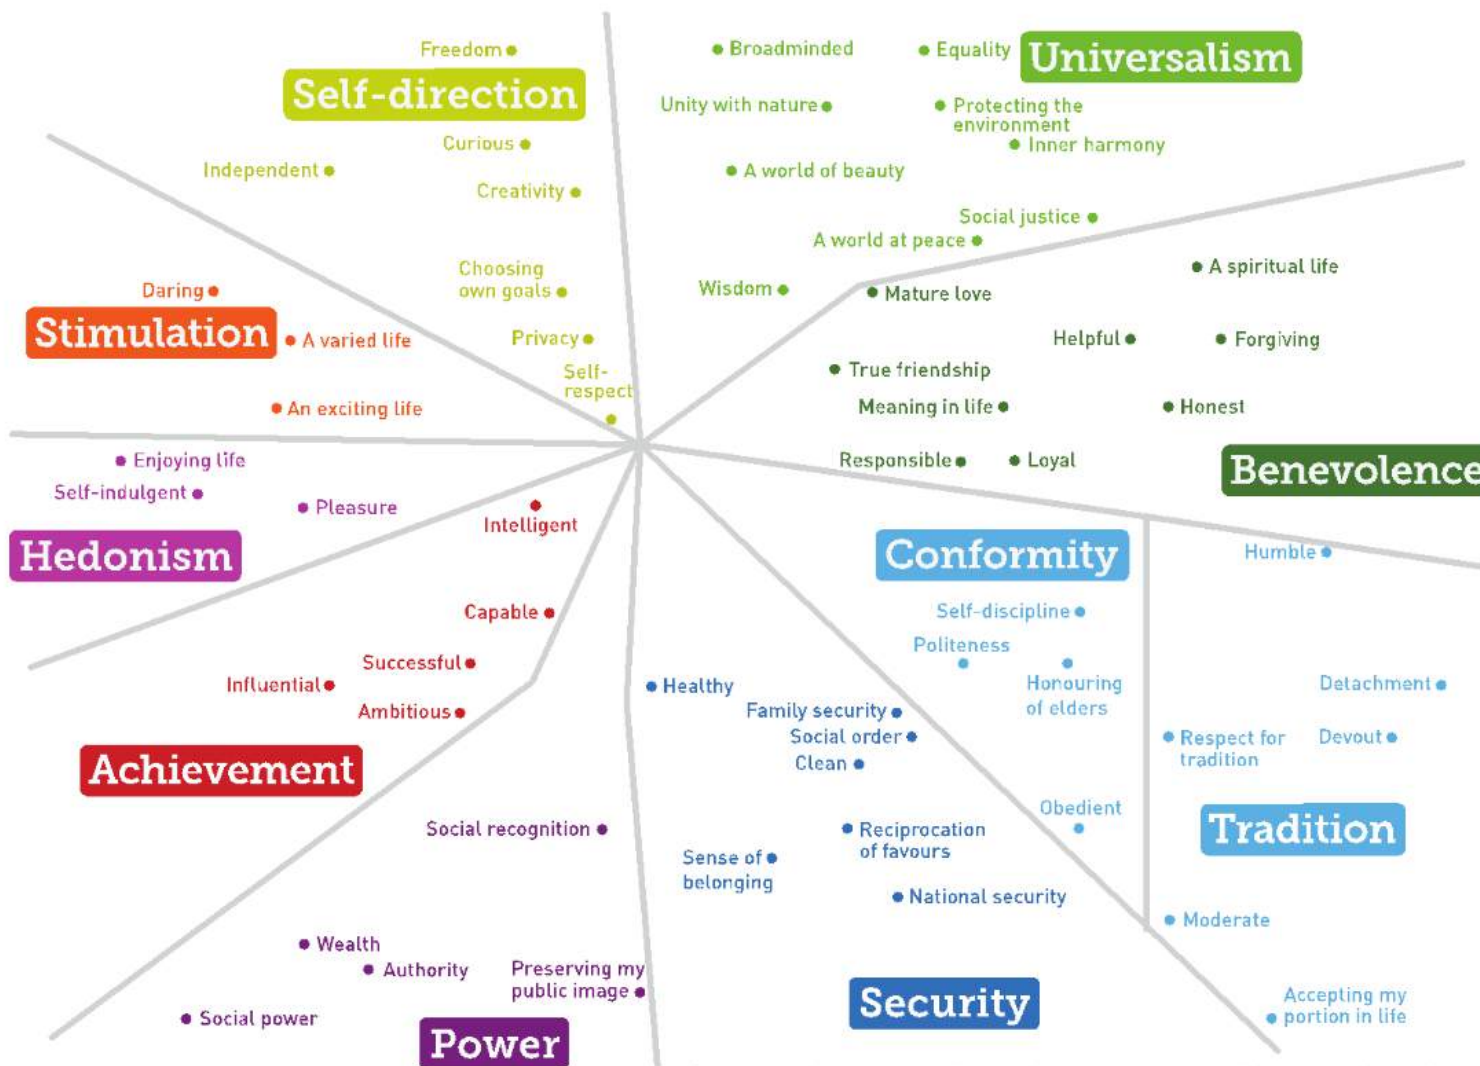 Freedom
Self-direction
Curious
Independent
Creativity
Choosing
own goals
Privacy
Self-
respect
Broadminded
Equality
Universalism
Unity with nature
Protecting the
environment
Inner harmony
A world of beauty
Social justice
A world at peace
Wisdom
Daring
Stimulation
A varied life
An exciting life
A spiritual life
Mature love
Helpful
Forgiving
True friendship
Meaning in life
Honest
Responsible
Loyal
Benevolence
Enjoying life
Self-indulgent
Pleasure
Hedonism
Intelligent
Capable
Successful
Influential
Ambitious
Achievement
Conformity
Self-discipline
Politeness
Honouring
of elders
Obedient
Humble
Detachment
Respect for
tradition
Devout
Tradition
Moderate
Accepting my
portion in life
Healthy
Family security
Social order
Clean
Reciprocation
of favours
Sense of
belonging
National security
Security
Social recognition
Wealth
Authority
Preserving my
public image
Social power
Power